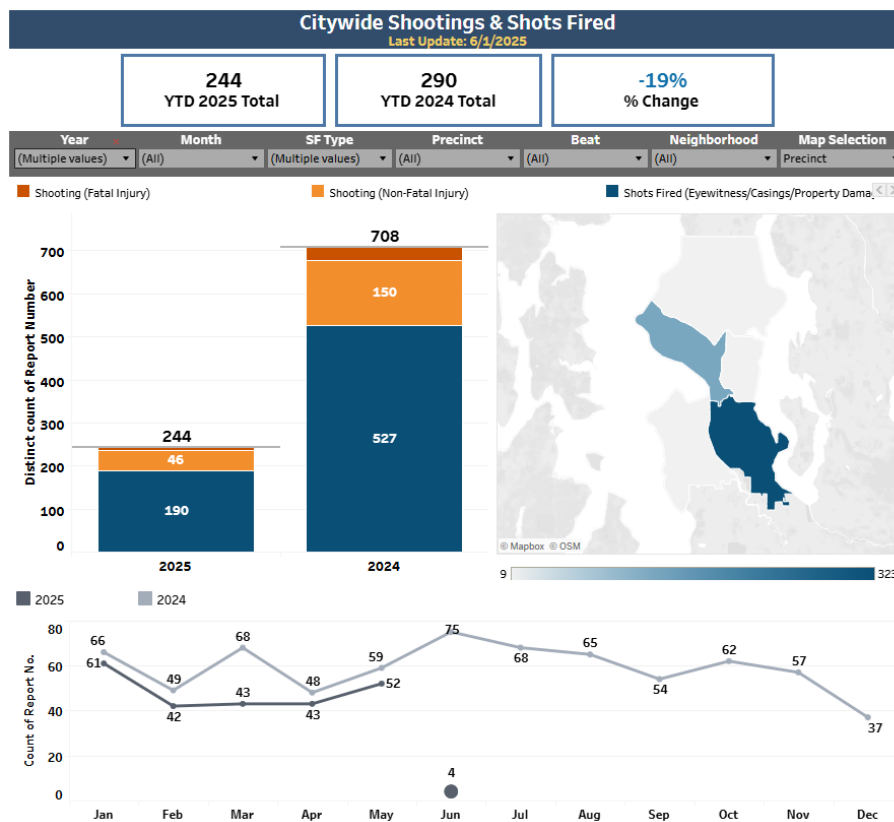 Citywide Shootings & Shots Fired
Last Update: 6/1/2025
244
YTD 2025 Total
290
YTD 2024 Total
-19%
% Change
Year Month SF Type Precinct Beat Neighborhood Map Selection
(Multiple values) (All) (Multiple values) (All) (All) (All) Precinct
Shooting (Fatal Injury) Shooting (Non-Fatal Injury) Shots Fired (Eyewitness/Casings/Property Dama
Distinct count of Report Number
700
600
500
400
300
200
100
0
244
46
190
708
150
527
2025 2024
© Mapbox © OSM
9 323
2025 2024
Count of Report No.
80
60
40
20
0
66 49 68 48 59 75 68 65 54 62 57 37
61 42 43 43 52 4
Jan Feb Mar Apr May Jun Jul Aug Sep Oct Nov Dec